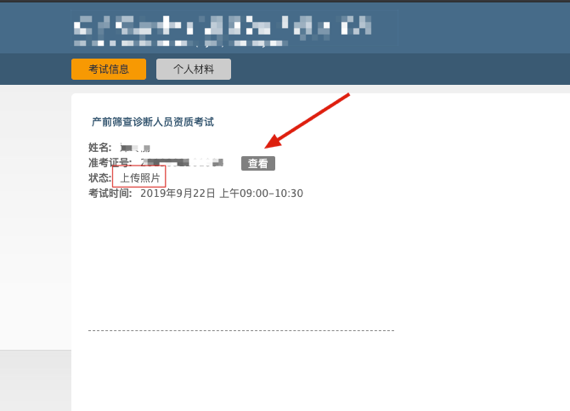 考试信息 个人材料
产前筛查诊断人员资质考试
姓名:
准考证号: 查看
状态: 上传照片
考试时间: 2019年9月22日 上午09:00-10:30